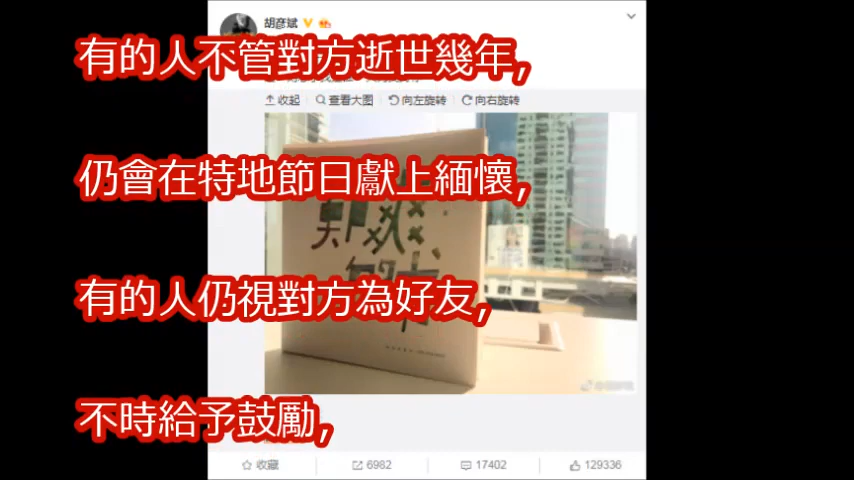 胡彦斌
有的人不管對方逝世幾年,
收起 查看大图 向左旋转 向右旋转
仍會在特地節日獻上緬懷,
有的人仍視對方為好友,
不時給予鼓勵,
收藏 6982 17402 129336